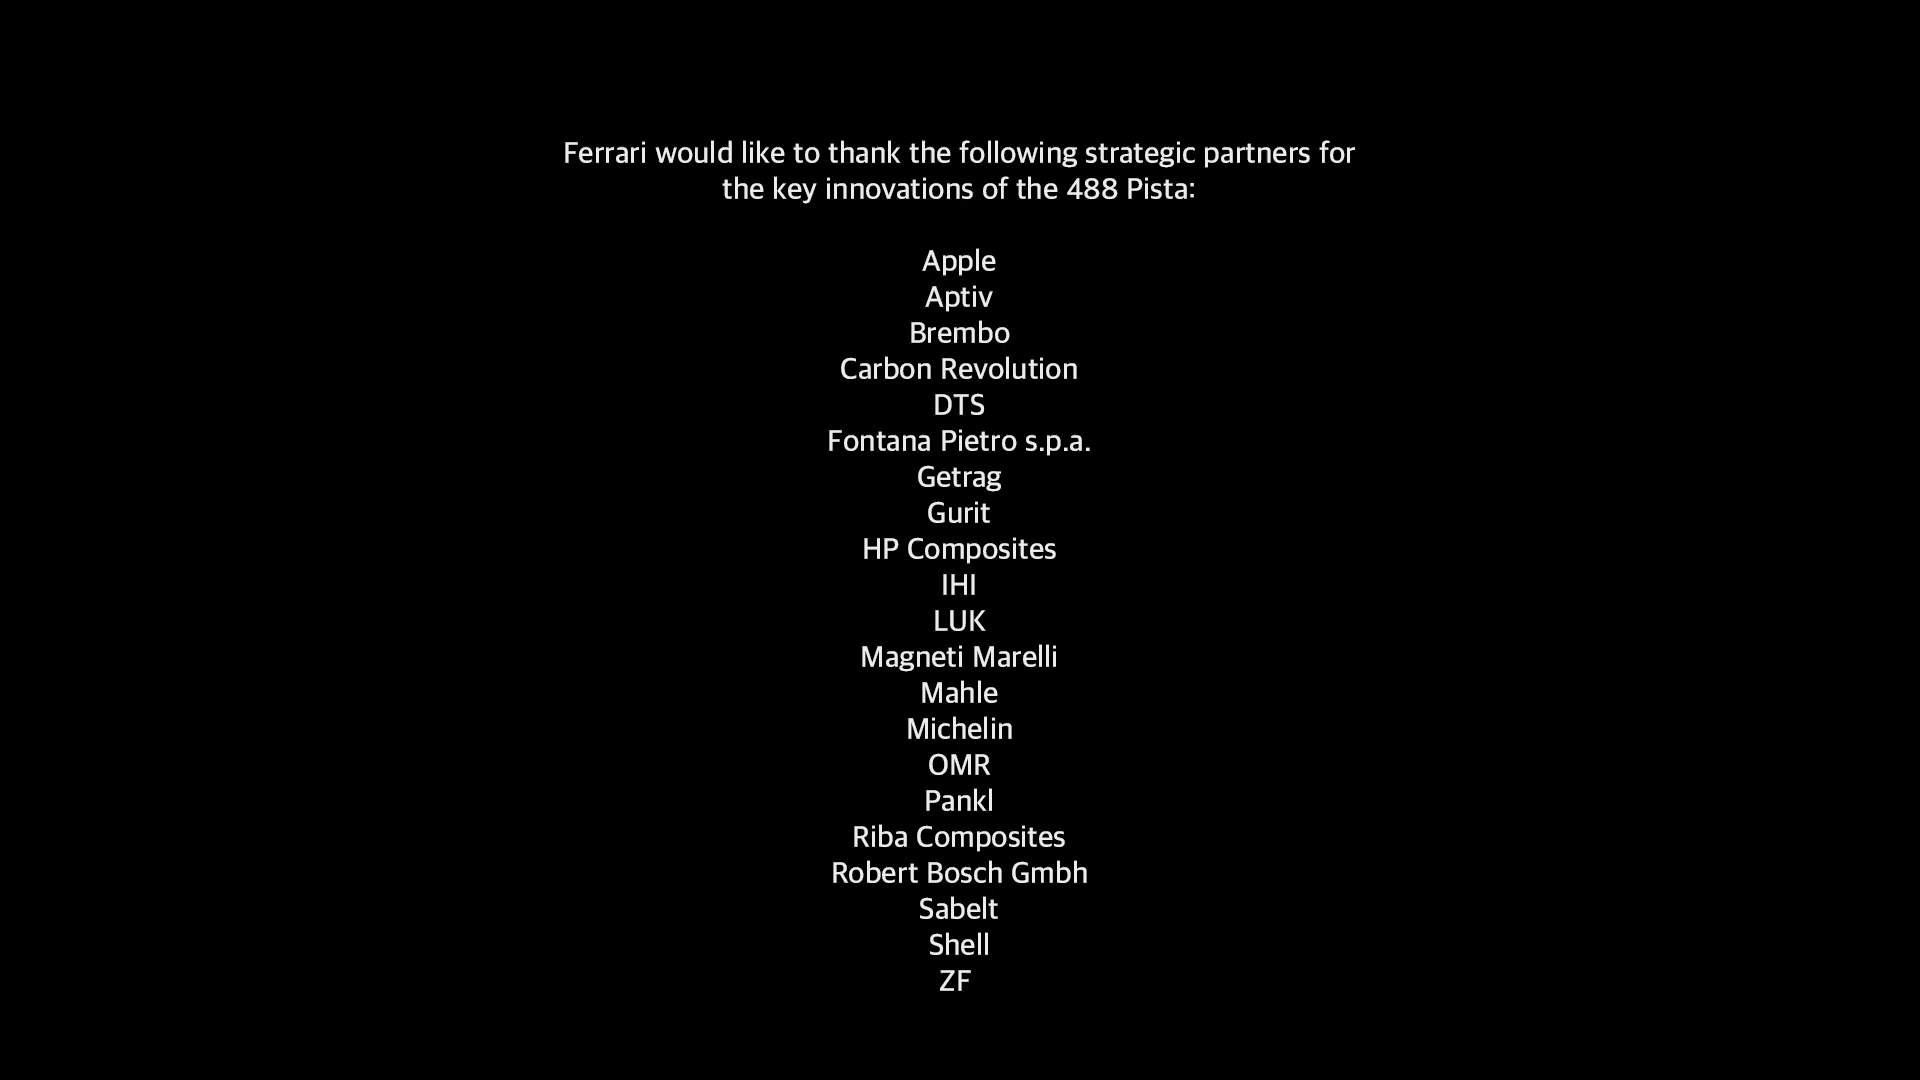 Ferrari would like to thank the following strategic partners for
the key innovations of the 488 Pista:
Apple
Aptiv
Brembo
Carbon Revolution
DTS
Fontana Pietro s.p.a.
Getrag
Gurit
HP Composites
IHI
LUK
Magneti Marelli
Mahle
Michelin
OMR
Pankl
Riba Composites
Robert Bosch Gmbh
Sabelt
Shell
ZF